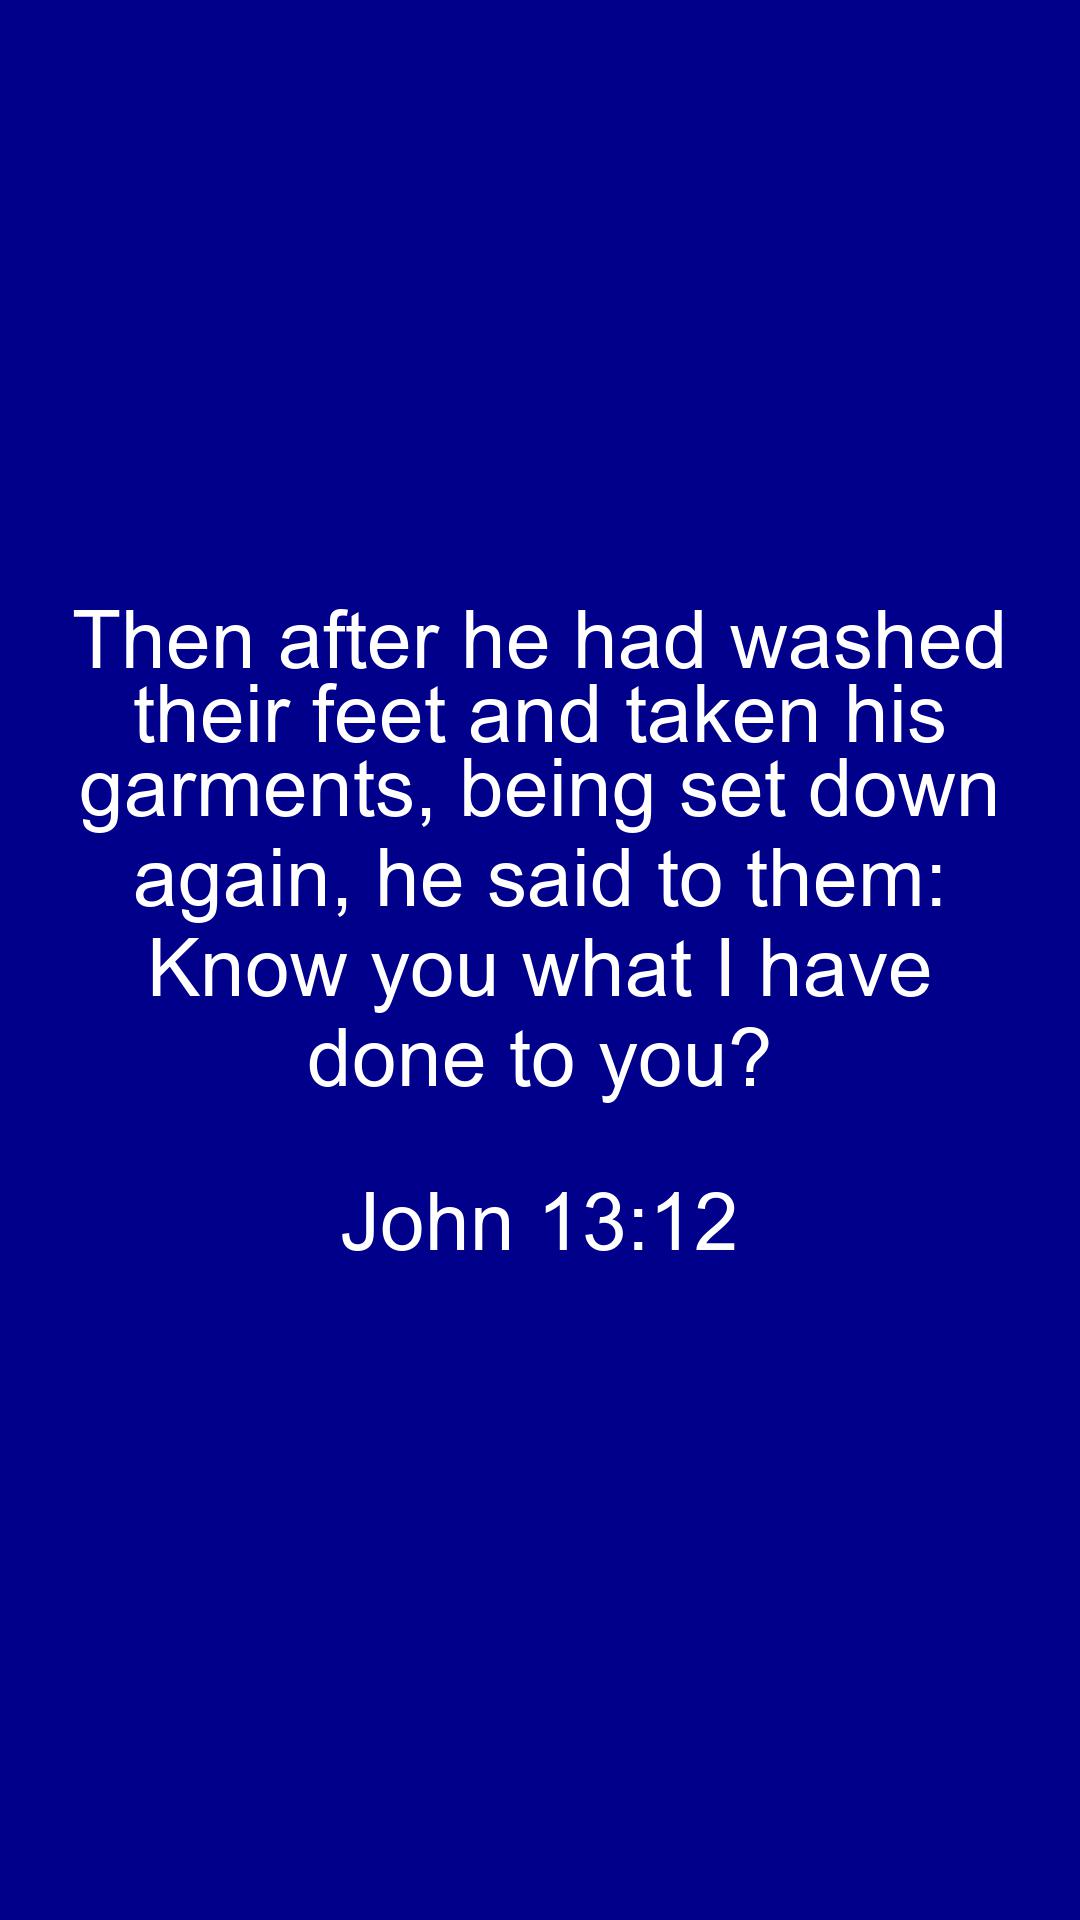 Then after he had washed
their feet and taken his
garments, being set down
again, he said to them:
Know you what I have
done to you?
John 13:12